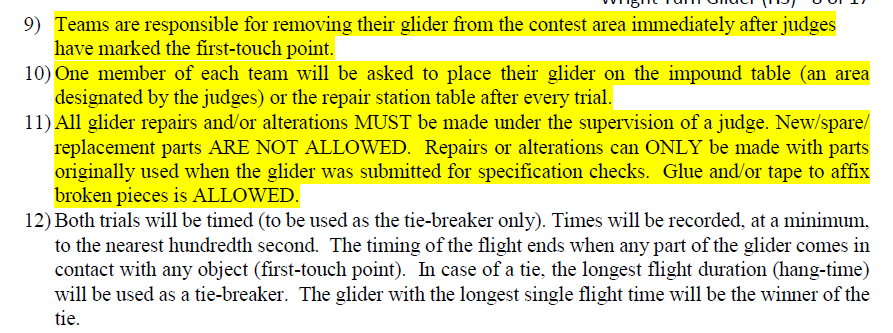 9) Teams are responsible for removing their glider from the contest area immediately after judges
have marked the first-touch point.
10) One member of each team will be asked to place their glider on the impound table (an area
designated by the judges) or the repair station table after every trial.
11) All glider repairs and/or alterations MUST be made under the supervision of a judge. New/spare/
replacement parts ARE NOT ALLOWED. Repairs or alterations can ONLY be made with parts
originally used when the glider was submitted for specification checks. Glue and/or tape to affix
broken pieces is ALLOWED.
12) Both trials will be timed (to be used as the tie-breaker only). Times will be recorded, at a minimum,
to the nearest hundredth second. The timing of the flight ends when any part of the glider comes in
contact with any object (first-touch point). In case of a tie, the longest flight duration (hang-time)
will be used as a tie-breaker. The glider with the longest single flight time will be the winner of the
tie.